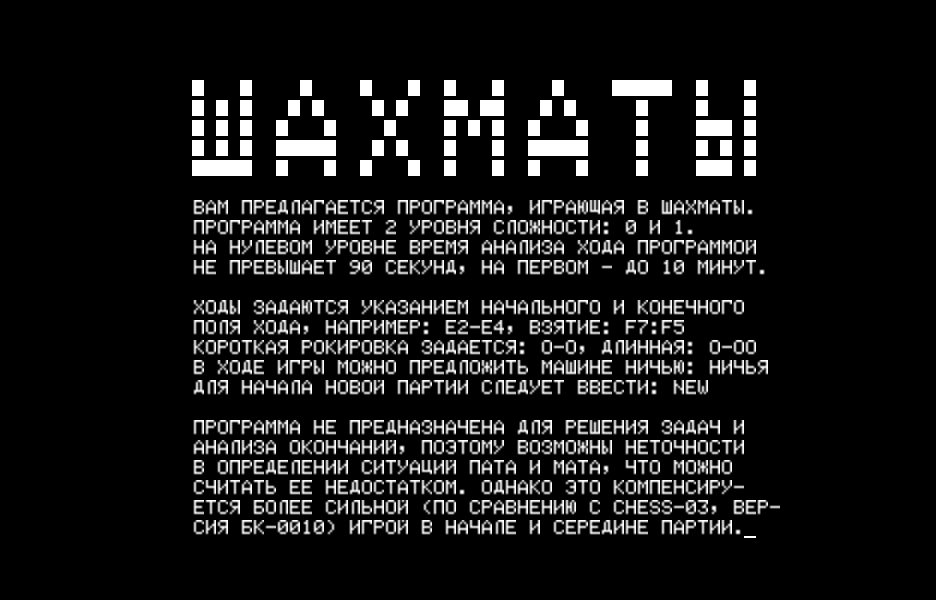 ШАХМАТЫ
ВАМ ПРЕДЛАГАЕТСЯ ПРОГРАММА, ИГРАЮЩАЯ В ШАХМАТЫ.
ПРОГРАММА ИМЕЕТ 2 УРОВНЯ СЛОЖНОСТИ: 0 И 1.
НА НУЛЕВОМ УРОВНЕ ВРЕМЯ АНАЛИЗА ХОДА ПРОГРАММОЙ
НЕ ПРЕВЫШАЕТ 90 СЕКУНД, НА ПЕРВОМ - ДО 10 МИНУТ.
ХОДЫ ЗАДАЮТСЯ УКАЗАНИЕМ НАЧАЛЬНОГО И КОНЕЧНОГО
ПОЛЯ ХОДА, НАПРИМЕР: E2-E4, ВЗЯТИЕ: F7:F5
КОРОТКАЯ РОКИРОВКА ЗАДАЕТСЯ: O-O, ДЛИННАЯ: O-OO
В ХОДЕ ИГРЫ МОЖНО ПРЕДЛОЖИТЬ МАШИНЕ НИЧЬЮ: НИЧЬЯ
ДЛЯ НАЧАЛА НОВОЙ ПАРТИИ СЛЕДУЕТ ВВЕСТИ: NEW
ПРОГРАММА НЕ ПРЕДНАЗНАЧЕНА ДЛЯ РЕШЕНИЯ ЗАДАЧ И
АНАЛИЗА ОКОНЧАНИЙ, ПОЭТОМУ ВОЗМОЖНЫ НЕТОЧНОСТИ
В ОПРЕДЕЛЕНИИ СИТУАЦИИ ПАТА И МАТА, ЧТО МОЖНО
СЧИТАТЬ ЕЕ НЕДОСТАТКОМ. ОДНАКО ЭТО КОМПЕНСИРУ-
ЕТСЯ БОЛЕЕ СИЛЬНОЙ (ПО СРАВНЕНИЮ С CHESS-03, ВЕР-
СИЯ БК-0010) ИГРОЙ В НАЧАЛЕ И СЕРЕДИНЕ ПАРТИИ._